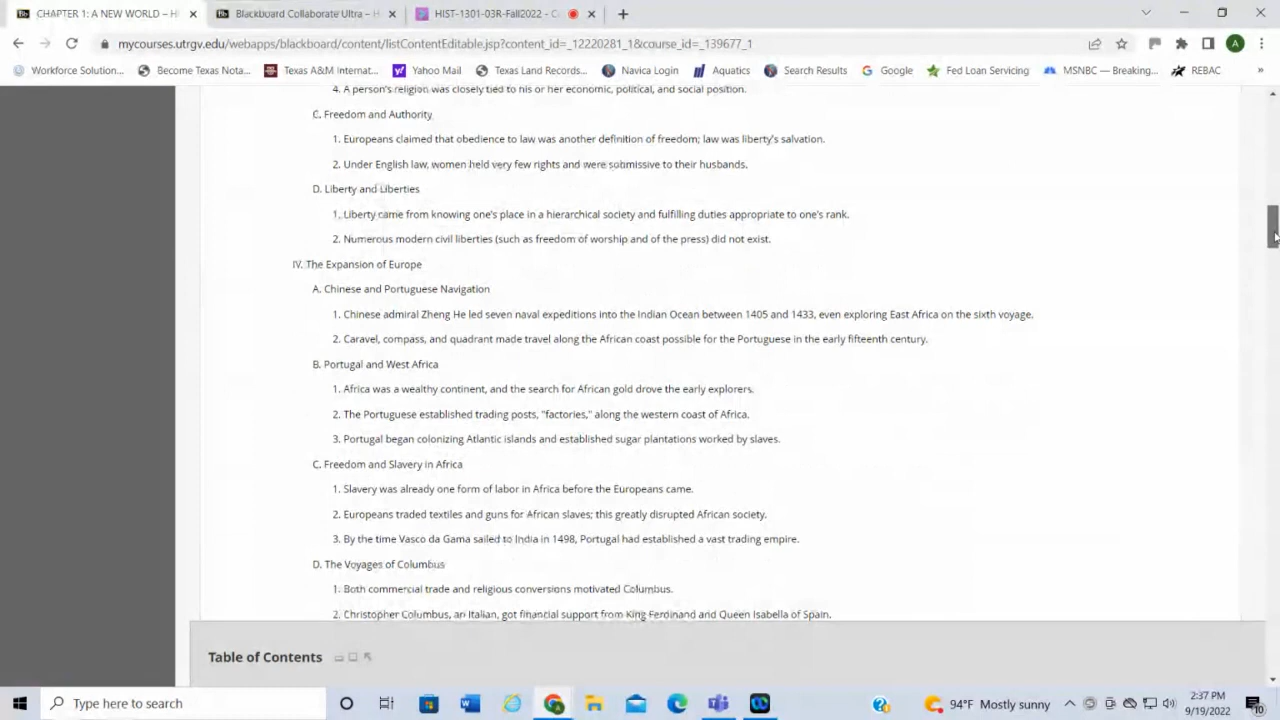 CHAPTER 1: A NEW WORLD – H
Blackboard Collaborate Ultra – H
HIST-1301-03R-Fall2022 - C
mycourses.utrgv.edu/webapps/blackboard/content/listContentEditable.jsp?content_id=_12220281_1&course_id=_139677_1
A
Workforce Solution...
Become Texas Nota...
Texas A&M Internat...
Yahoo Mail
Texas Land Records...
Navica Login
Aquatics
Search Results
Google
Fed Loan Servicing
MSNBC — Breaking...
REBAC
»
4. A person's religion was closely tied to his or her economic, political, and social position.
C. Freedom and Authority
1. Europeans claimed that obedience to law was another definition of freedom; law was liberty's salvation.
2. Under English law, women held very few rights and were submissive to their husbands.
D. Liberty and Liberties
1. Liberty came from knowing one's place in a hierarchical society and fulfilling duties appropriate to one's rank.
2. Numerous modern civil liberties (such as freedom of worship and of the press) did not exist.
IV. The Expansion of Europe
A. Chinese and Portuguese Navigation
1. Chinese admiral Zheng He led seven naval expeditions into the Indian Ocean between 1405 and 1433, even exploring East Africa on the sixth voyage.
2. Caravel, compass, and quadrant made travel along the African coast possible for the Portuguese in the early fifteenth century.
B. Portugal and West Africa
1. Africa was a wealthy continent, and the search for African gold drove the early explorers.
2. The Portuguese established trading posts, "factories," along the western coast of Africa.
3. Portugal began colonizing Atlantic islands and established sugar plantations worked by slaves.
C. Freedom and Slavery in Africa
1. Slavery was already one form of labor in Africa before the Europeans came.
2. Europeans traded textiles and guns for African slaves; this greatly disrupted African society.
3. By the time Vasco da Gama sailed to India in 1498, Portugal had established a vast trading empire.
D. The Voyages of Columbus
1. Both commercial trade and religious conversions motivated Columbus.
2. Christopher Columbus, an Italian, got financial support from King Ferdinand and Queen Isabella of Spain.
Table of Contents
Type here to search
94°F Mostly sunny
2:37 PM
9/19/2022
10